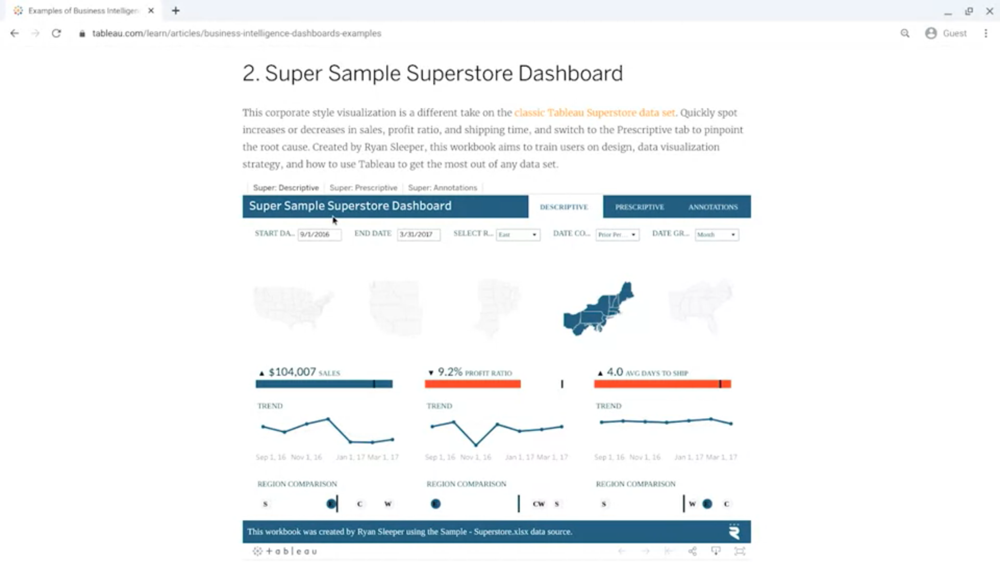 Examples of Business Intelligen
tableau.com/learn/articles/business-intelligence-dashboards-examples
Guest
2. Super Sample Superstore Dashboard
This corporate style visualization is a different take on the classic Tableau Superstore data set. Quickly spot
increases or decreases in sales, profit ratio, and shipping time, and switch to the Prescriptive tab to pinpoint
the root cause. Created by Ryan Sleeper, this workbook aims to train users on design, data visualization
strategy, and how to use Tableau to get the most out of any data set.
Super: Descriptive Super: Prescriptive Super: Annotations
Super Sample Superstore Dashboard DESCRIPTIVE PRESCRIPTIVE ANNOTATIONS
START DA... 9/1/2016 END DATE 3/31/2017 SELECT R... East DATE CO... Prior Per... DATE GR... Month
▲ $104,007 SALES ▼ 9.2% PROFIT RATIO ▲ 4.0 AVG DAYS TO SHIP
TREND TREND TREND
Sep 1, 16 Nov 1, 16 Jan 1, 17 Mar 1, 17 Sep 1, 16 Nov 1, 16 Jan 1, 17 Mar 1, 17 Sep 1, 16 Nov 1, 16 Jan 1, 17 Mar 1, 17
REGION COMPARISON REGION COMPARISON REGION COMPARISON
S E C W E CW S S W E C
This workbook was created by Ryan Sleeper using the Sample - Superstore.xlsx data source.
+ableau